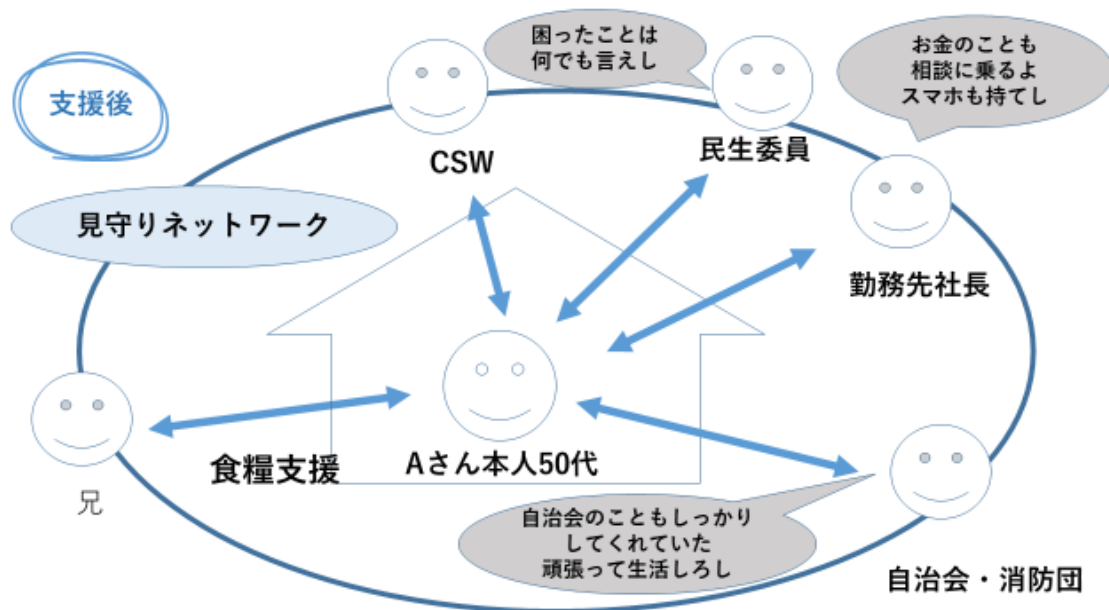 支援後
困ったことは
何でも言えし
お金のことも
相談に乗るよ
スマホも持てし
CSW
民生委員
見守りネットワーク
勤務先社長
食糧支援
Aさん本人50代
兄
自治会のこともしっかり
してくれていた
頑張って生活しろし
自治会・消防団